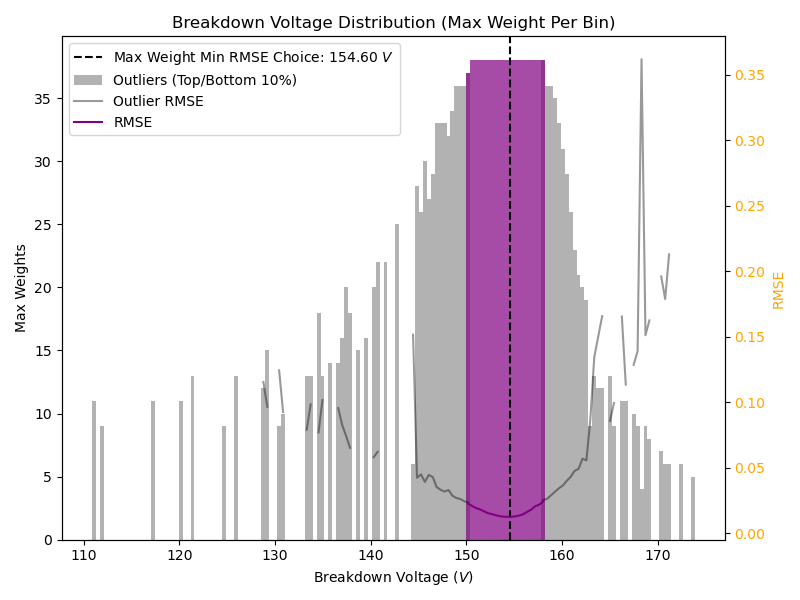 Breakdown Voltage Distribution (Max Weight Per Bin)
Max Weight Min RMSE Choice: 154.60 V
Outliers (Top/Bottom 10%)
Outlier RMSE
RMSE
Max Weights
0
5
10
15
20
25
30
35
110
120
130
140
150
160
170
Breakdown Voltage (V)
0.00
0.05
0.10
0.15
0.20
0.25
0.30
0.35
RMSE